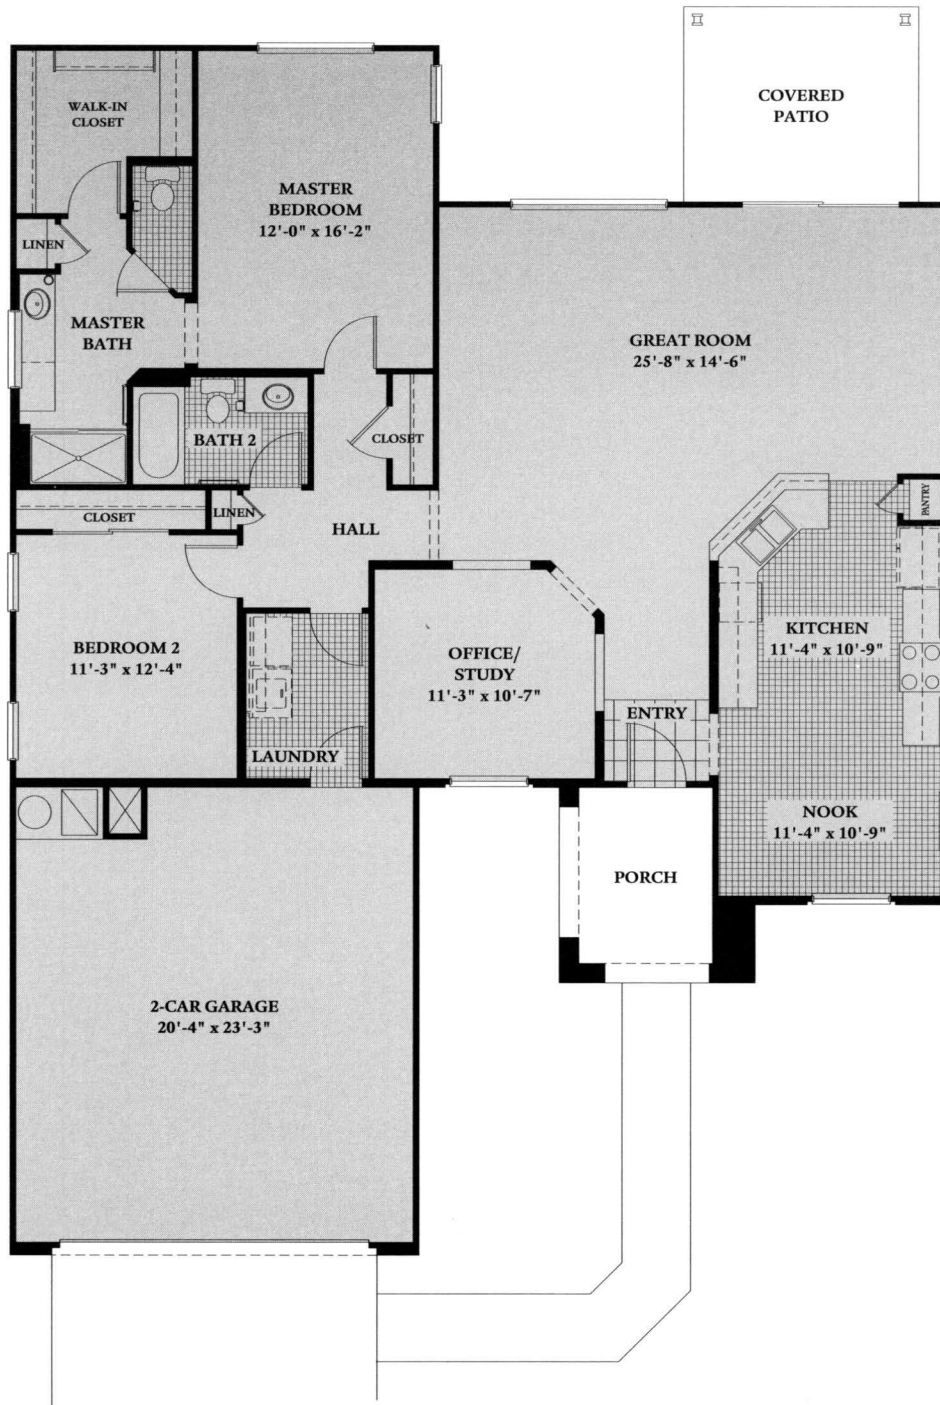 COVERED
PATIO
WALK-IN
CLOSET
MASTER
BEDROOM
12'-0" x 16'-2"
LINEN
MASTER
BATH
GREAT ROOM
25'-8" x 14'-6"
BATH 2
CLOSET
CLOSET
LINEN
HALL
PANTRY
KITCHEN
11'-4" x 10'-9"
BEDROOM 2
11'-3" x 12'-4"
OFFICE/
STUDY
11'-3" x 10'-7"
ENTRY
LAUNDRY
NOOK
11'-4" x 10'-9"
PORCH
2-CAR GARAGE
20'-4" x 23'-3"